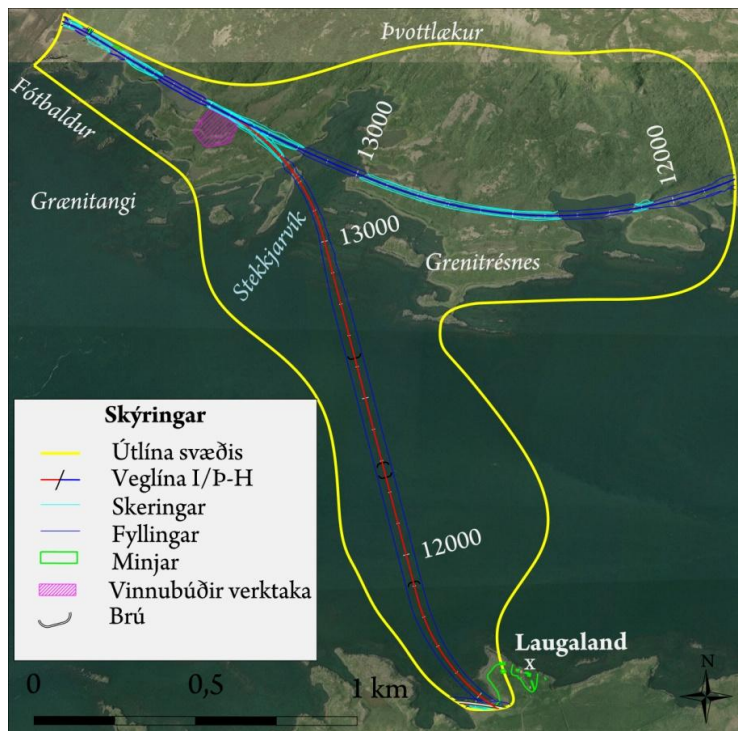 Þvottlækur
Fótbaldur
13000
12000
Grænitangi
13000
Stekkjarvík
Grenitrésnes
Skýringar
Útlína svæðis
Veglína I/Þ-H
Skeringar
Fyllingar
Minjar
Vinnubúðir verktaka
Brú
12000
Laugaland
x
N
0
0,5
1 km